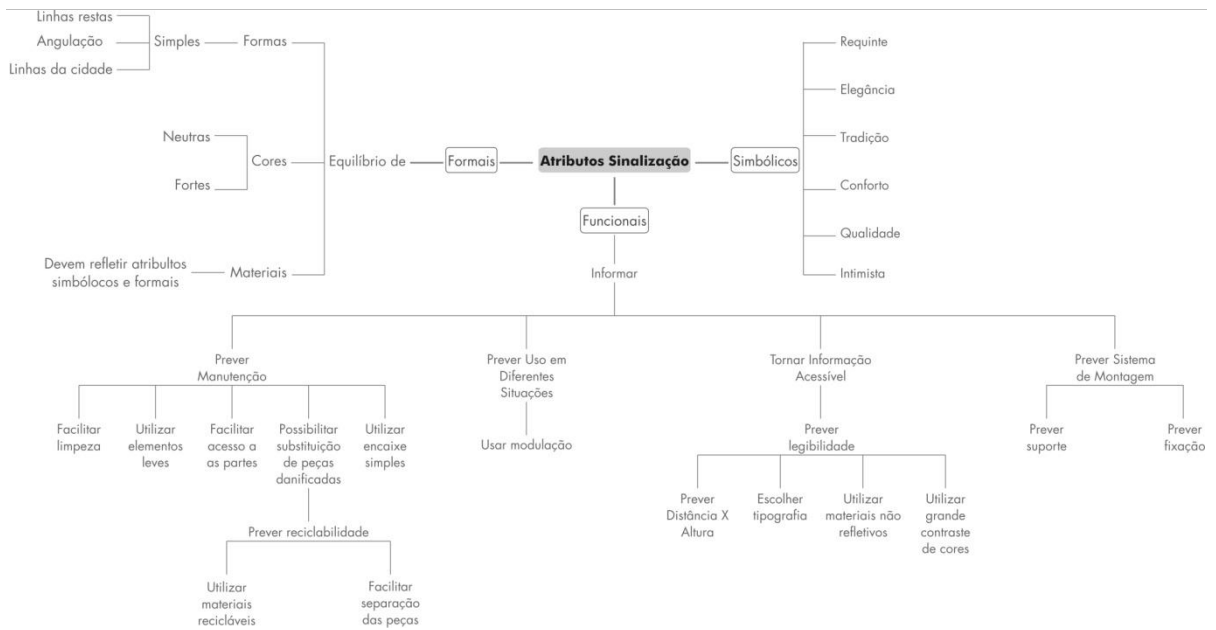 Linhas restas
Angulação
Linhas da cidade
Simples
Formas
Neutras
Fortes
Cores
Devem refletir atribultos
simbólocos e formais
Materiais
Equilíbrio de
Formais
Atributos Sinalização
Simbólicos
Requinte
Elegância
Tradição
Conforto
Qualidade
Intimista
Funcionais
Informar
Prever
Manutenção
Facilitar
limpeza
Utilizar
elementos
leves
Facilitar
acesso a
as partes
Possibilitar
substituição
de peças
danificadas
Utilizar
encaixe
simples
Prever reciclabilidade
Utilizar
materiais
recicláveis
Facilitar
separação
das peças
Prever Uso em
Diferentes
Situações
Usar modulação
Tornar Informação
Acessível
Prever
legibilidade
Prever
Distância X
Altura
Escolher
tipografia
Utilizar
materiais não
refletivos
Utilizar
grande
contraste
de cores
Prever Sistema
de Montagem
Prever
suporte
Prever
fixação